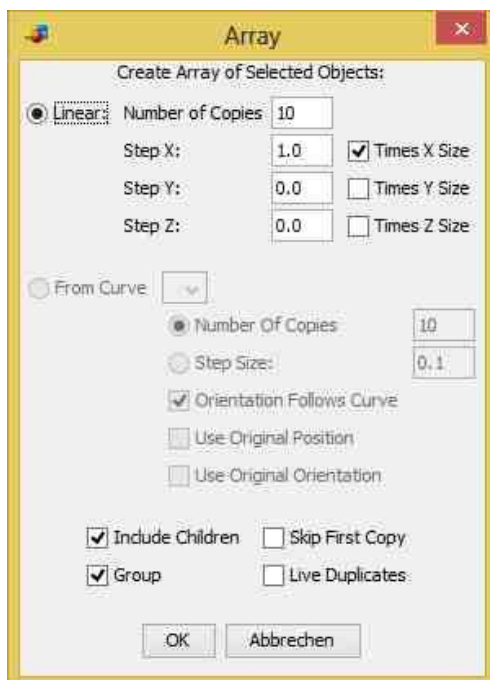 Array
Create Array of Selected Objects:
Linear: Number of Copies 10
Step X: 1.0 Times X Size
Step Y: 0.0 Times Y Size
Step Z: 0.0 Times Z Size
From Curve
Number Of Copies 10
Step Size: 0.1
Orientation Follows Curve
Use Original Position
Use Original Orientation
Include Children Skip First Copy
Group Live Duplicates
OK Abbrechen